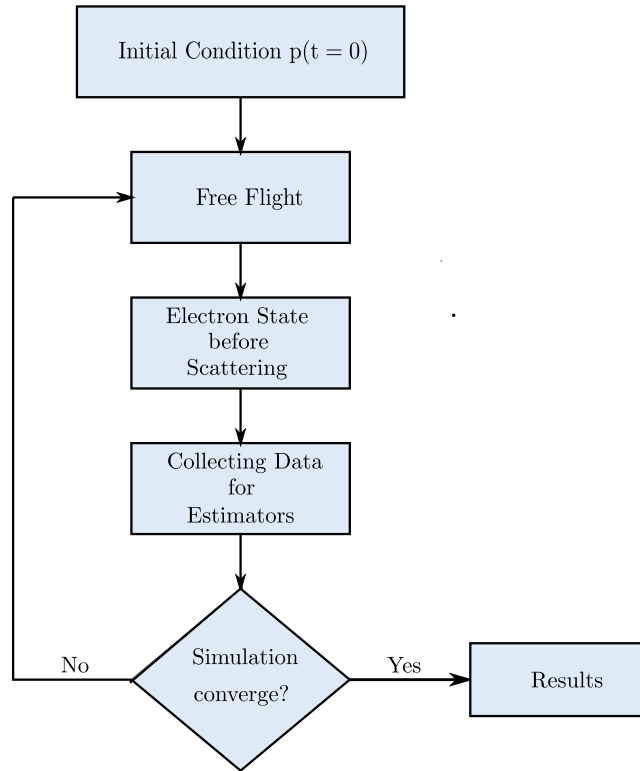 Initial Condition p(t = 0)
Free Flight
Electron State
before
Scattering
Collecting Data
for
Estimators
Simulation
converge?
No
Yes
Results